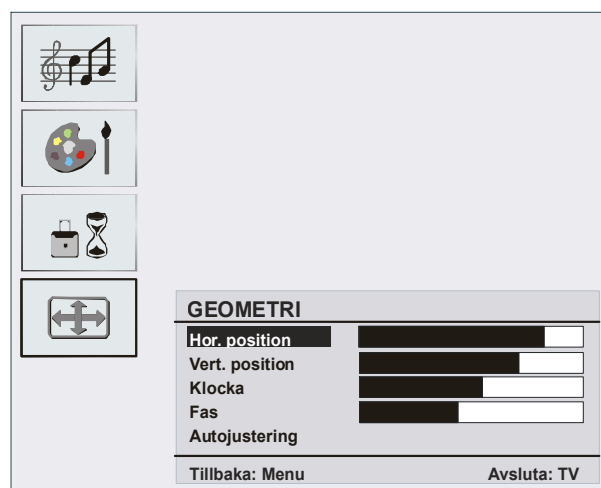 GEOMETRI
Hor. position
Vert. position
Klocka
Fas
Autojustering
Tillbaka: Menu Avsluta: TV